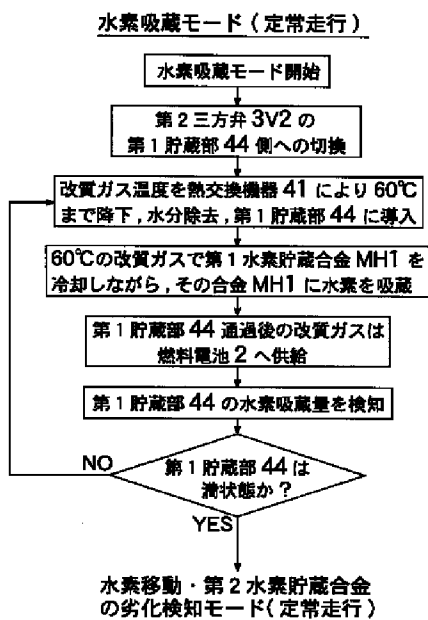 水素吸蔵モード(定常走行)
水素吸蔵モード開始
第2三方弁3V2の
第1貯蔵部44側への切換
改質ガス温度を熱交換機器41により60℃
まで降下,水分除去,第1貯蔵部44に導入
60℃の改質ガスで第1水素貯蔵合金MH1を
冷却しながら,その合金MH1に水素を吸蔵
第1貯蔵部44通過後の改質ガスは
燃料電池2へ供給
第1貯蔵部44の水素吸蔵量を検知
NO
第1貯蔵部44は
満状態か?
YES
水素移動・第2水素貯蔵合金
の劣化検知モード(定常走行)